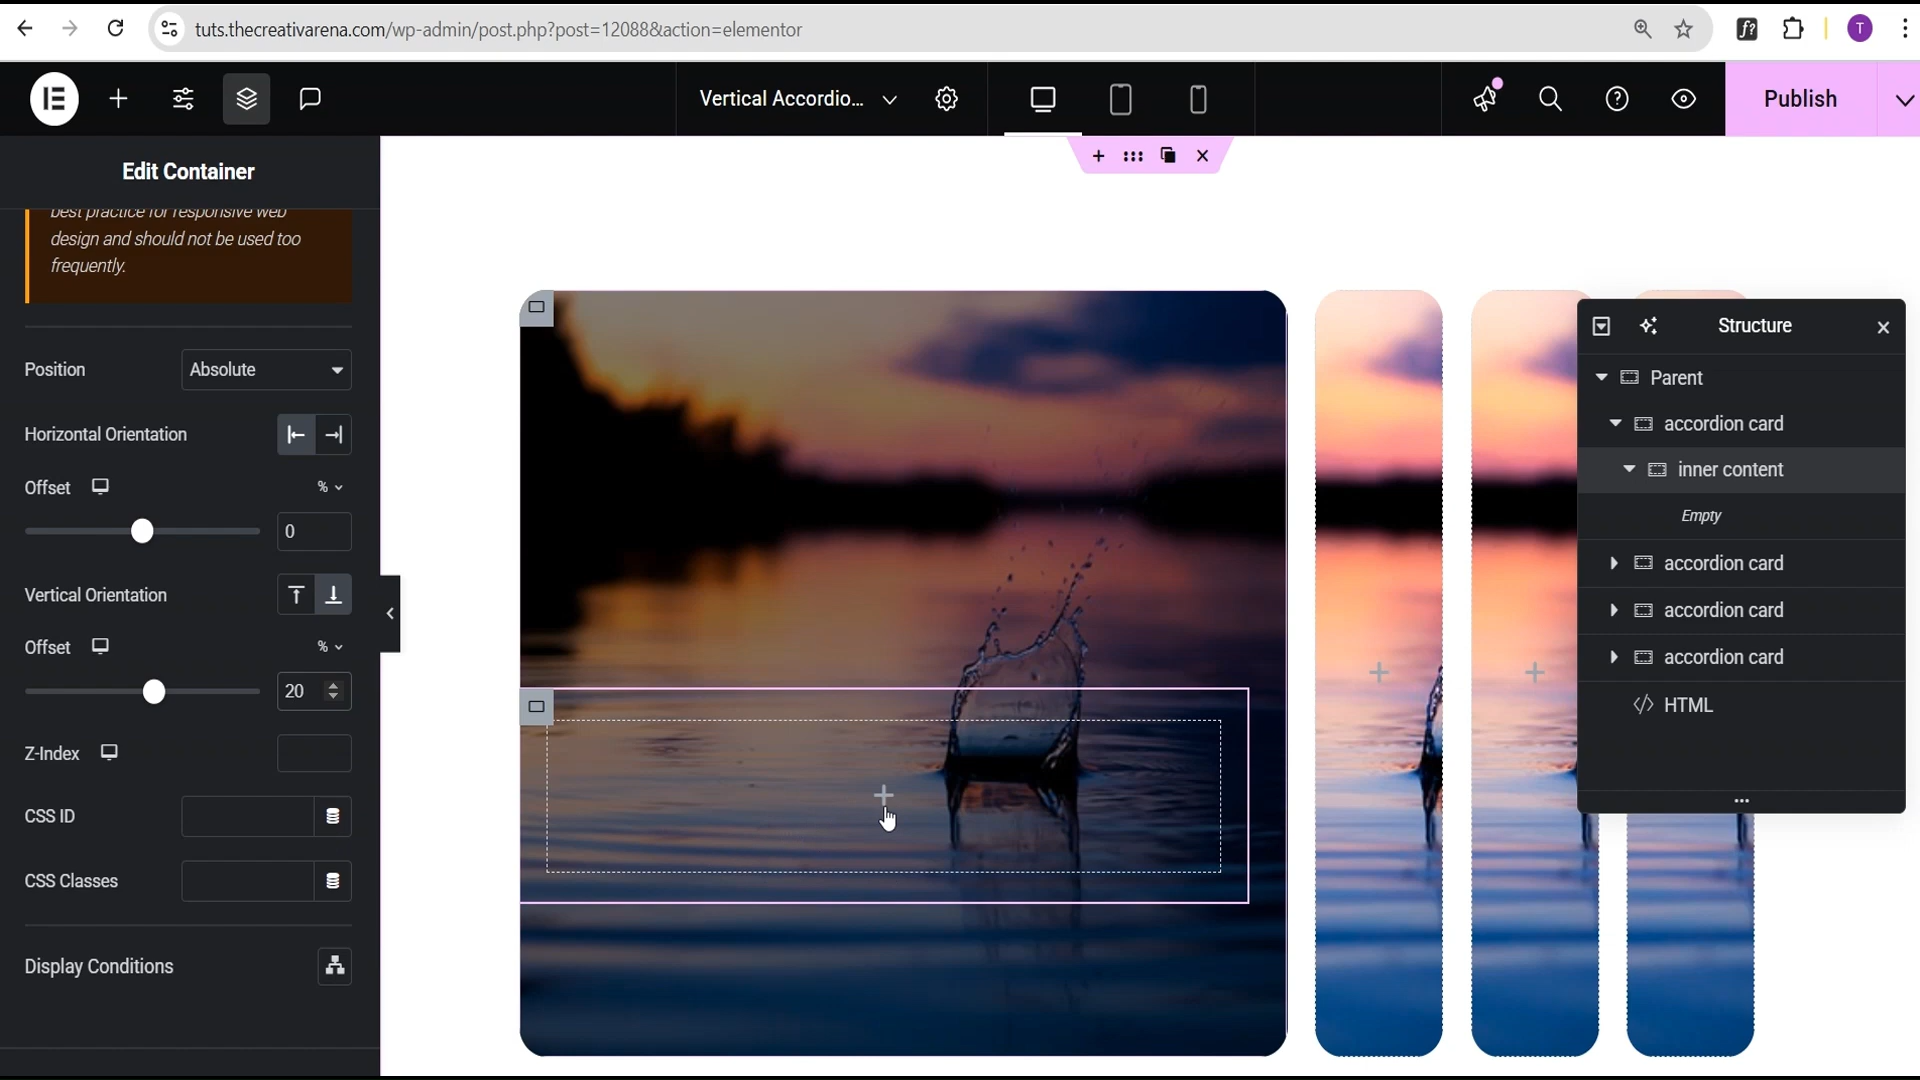 tuts.thecreativarena.com/wp-admin/post.php?post=12088&action=elementor
T
Vertical Accordio...
Publish
Edit Container
best practice for responsive web
design and should not be used too
frequently.
Position
Absolute
Horizontal Orientation
Offset
%
0
Vertical Orientation
Offset
%
20
Z-Index
CSS ID
CSS Classes
Display Conditions
Structure
Parent
accordion card
inner content
Empty
accordion card
accordion card
accordion card
HTML